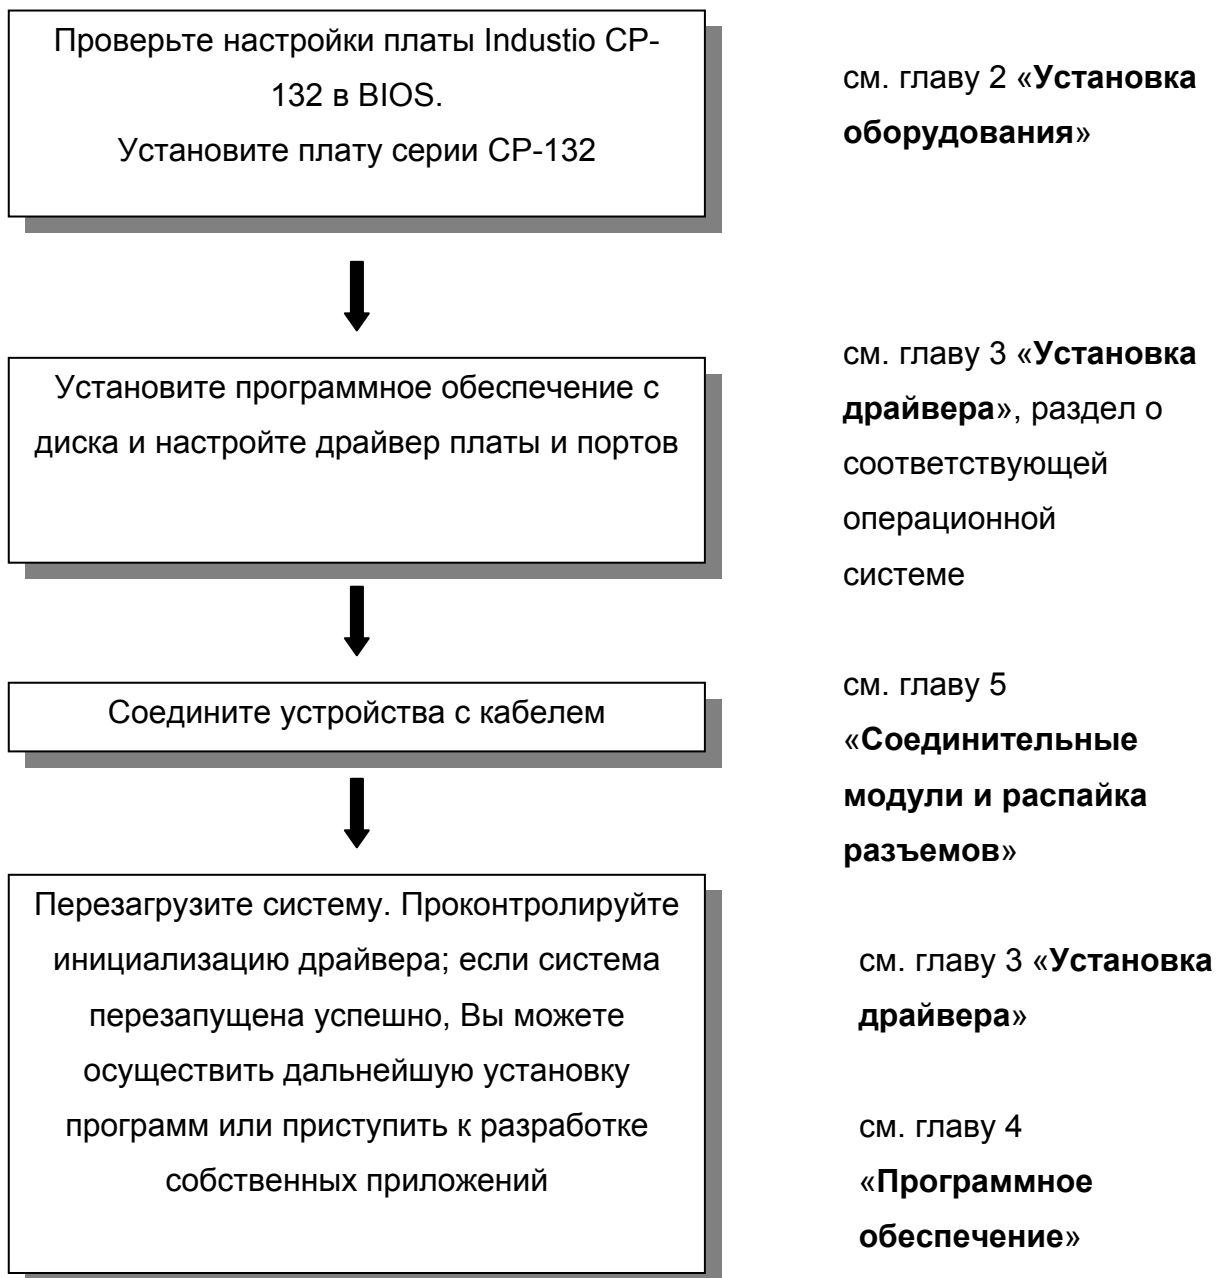 Проверьте настройки платы Industio CP-
132 в BIOS.
Установите плату серии CP-132
см. главу 2 «Установка
оборудования»
Установите программное обеспечение с
диска и настройте драйвер платы и портов
см. главу 3 «Установка
драйвера», раздел о
соответствующей
операционной
системе
Соедините устройства с кабелем
см. главу 5
«Соединительные
модули и распайка
разъемов»
Перезагрузите систему. Проконтролируйте
инициализацию драйвера; если система
перезапущена успешно, Вы можете
осуществить дальнейшую установку
программ или приступить к разработке
собственных приложений
см. главу 3 «Установка
драйвера»
см. главу 4
«Программное
обеспечение»